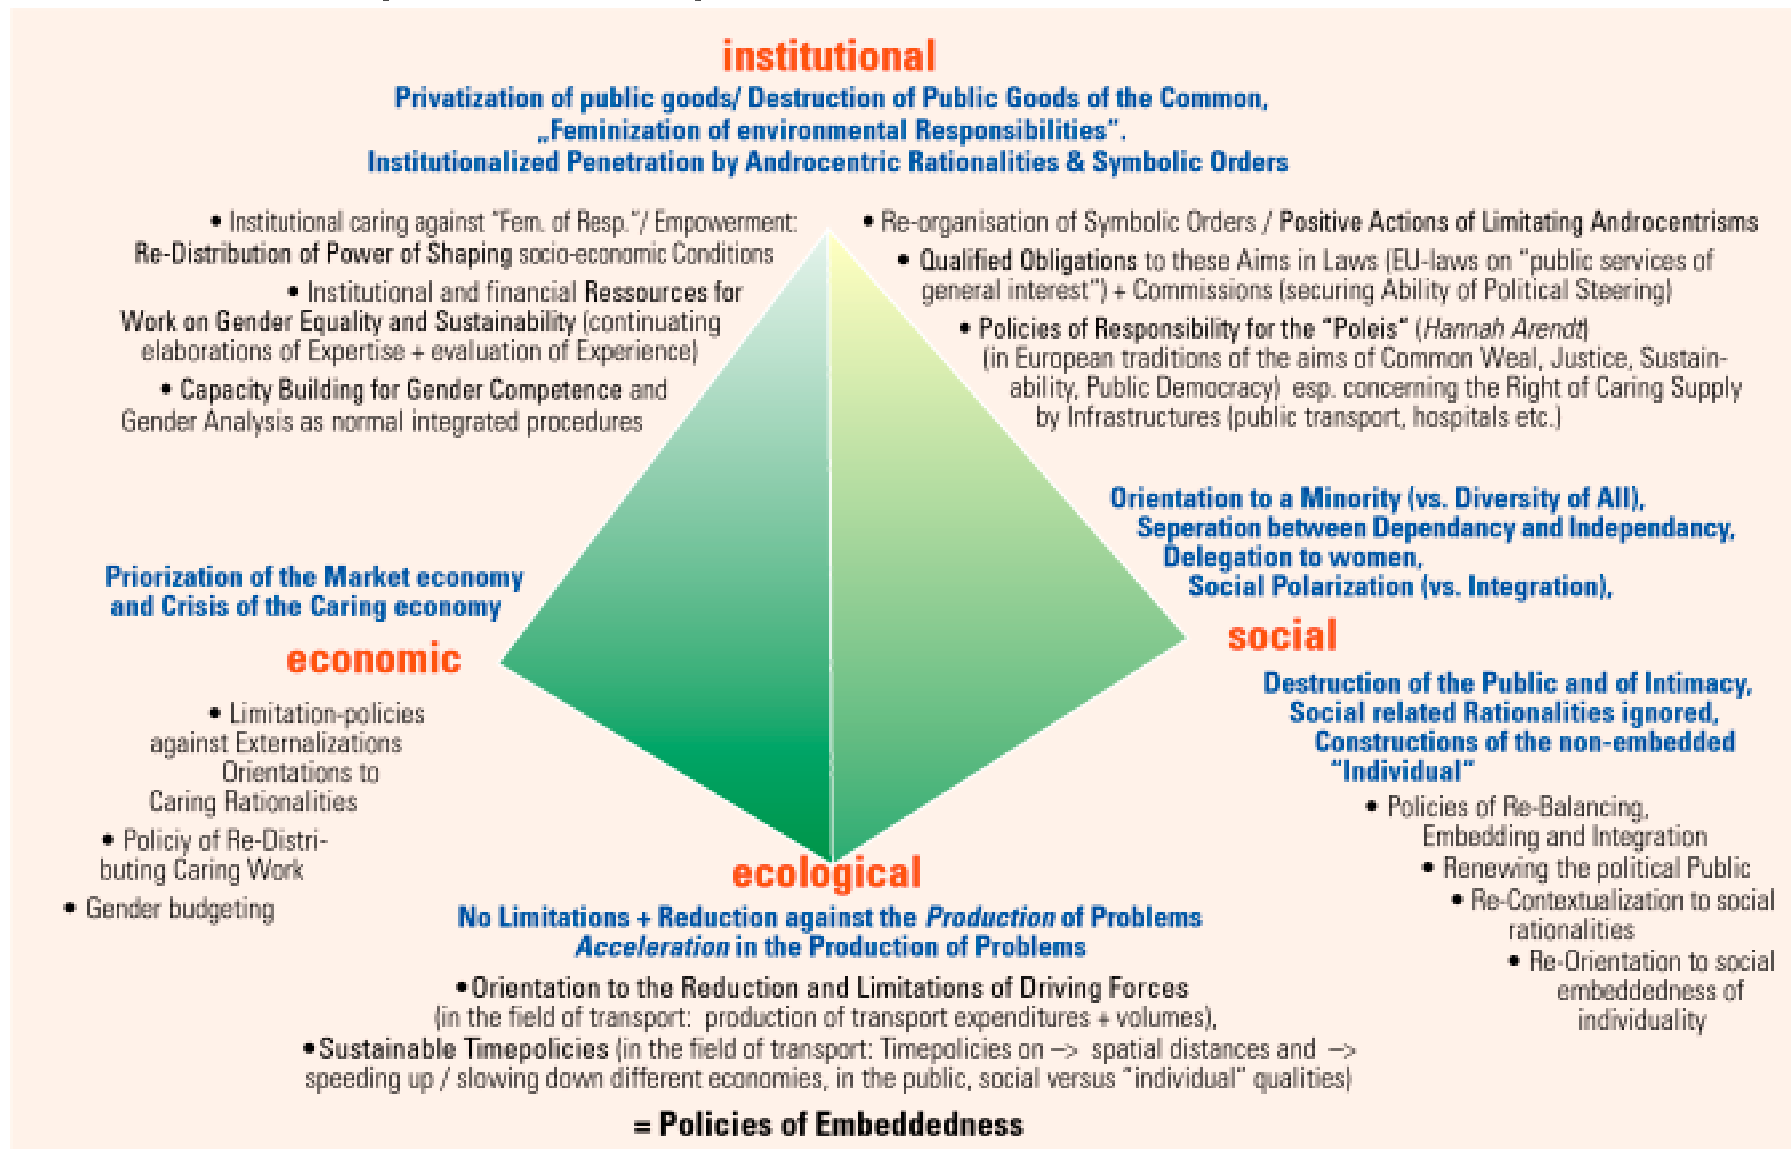 institutional
Privatization of public goods/ Destruction of Public Goods of the Common,
„Feminization of environmental Responsibilities“.
Institutionalized Penetration by Androcentric Rationalities & Symbolic Orders
• Institutional caring against "Fem. of Resp."/ Empowerment:
Re-Distribution of Power of Shaping socio-economic Conditions
• Institutional and financial Ressources for
Work on Gender Equality and Sustainability (continuating
elaborations of Expertise + evaluation of Experience)
• Capacity Building for Gender Competence and
Gender Analysis as normal integrated procedures
• Re-organisation of Symbolic Orders / Positive Actions of Limitating Androcentrisms
• Qualified Obligations to these Aims in Laws (EU-laws on "public services of
general interest") + Commissions (securing Ability of Political Steering)
• Policies of Responsibility for the "Poleis" (Hannah Arendt)
(in European traditions of the aims of Common Weal, Justice, Sustain-
ability, Public Democracy) esp. concerning the Right of Caring Supply
by Infrastructures (public transport, hospitals etc.)
Priorization of the Market economy
and Crisis of the Caring economy
economic
• Limitation-policies
against Externalizations
Orientations to
Caring Rationalities
• Policiy of Re-Distri-
buting Caring Work
• Gender budgeting
Orientation to a Minority (vs. Diversity of All),
Seperation between Dependancy and Independancy,
Delegation to women,
Social Polarization (vs. Integration),
social
Destruction of the Public and of Intimacy,
Social related Rationalities ignored,
Constructions of the non-embedded
"Individual"
• Policies of Re-Balancing,
Embedding and Integration
• Renewing the political Public
• Re-Contextualization to social
rationalities
• Re-Orientation to social
embeddedness of
individuality
ecological
No Limitations + Reduction against the Production of Problems
Acceleration in the Production of Problems
• Orientation to the Reduction and Limitations of Driving Forces
(in the field of transport: production of transport expenditures + volumes),
• Sustainable Timepolicies (in the field of transport: Timepolicies on –> spatial distances and –>
speeding up / slowing down different economies, in the public, social versus "individual" qualities)
= Policies of Embeddedness